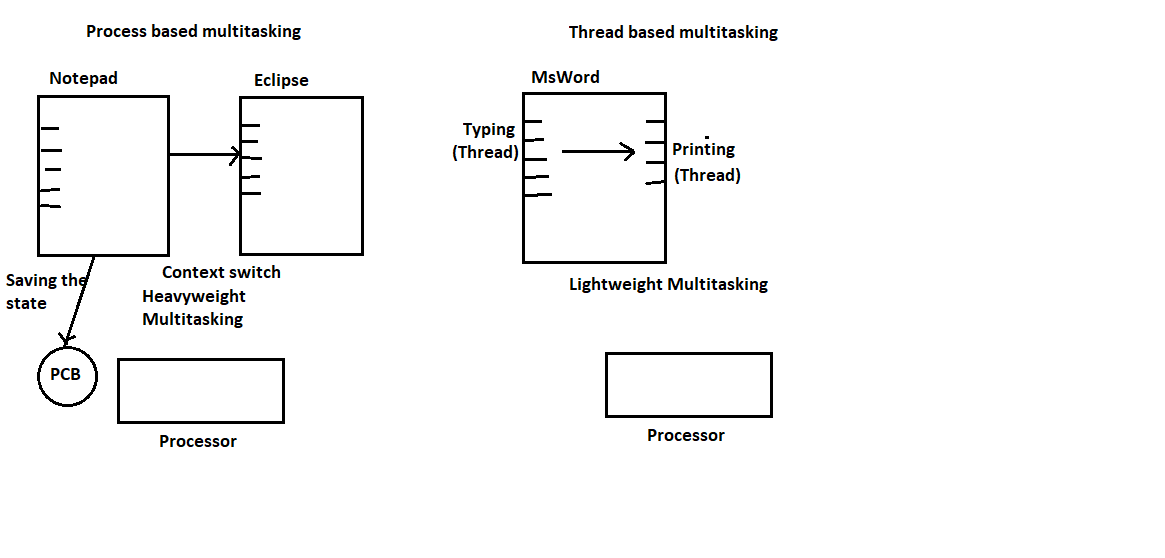 Process based multitasking
Notepad
Eclipse
Saving the
state
Context switch
Heavyweight
Multitasking
PCB
Processor
Thread based multitasking
MsWord
Typing
(Thread)
Printing
(Thread)
Lightweight Multitasking
Processor